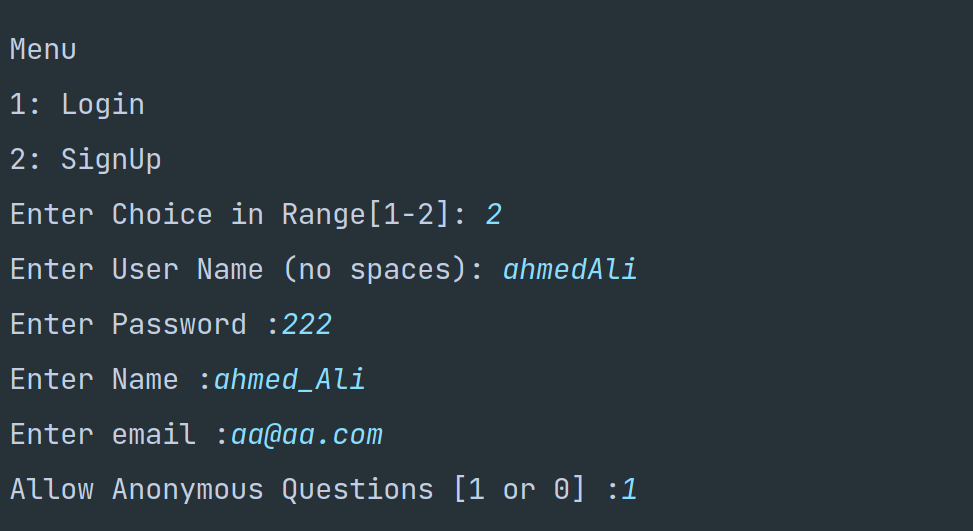 Menu
1: Login
2: SignUp
Enter Choice in Range[1-2]: 2
Enter User Name (no spaces): ahmedAli
Enter Password :222
Enter Name :ahmed_Ali
Enter email :aa@aa.com
Allow Anonymous Questions [1 or 0] :1